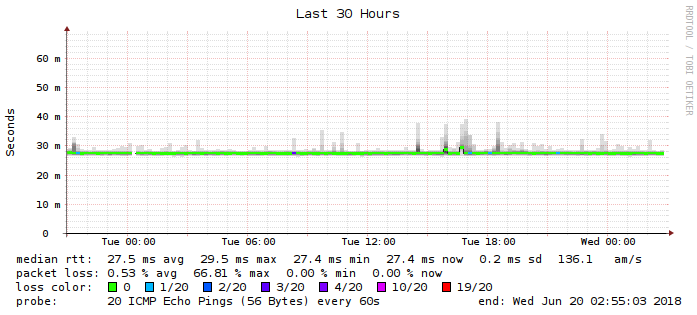 Last 30 Hours
RRDTOOL / TOBI OETIKER
Seconds
60 m
50 m
40 m
30 m
20 m
10 m
0
Tue 00:00 Tue 06:00 Tue 12:00 Tue 18:00 Wed 00:00
median rtt: 27.5 ms avg 29.5 ms max 27.4 ms min 27.4 ms now 0.2 ms sd 136.1 am/s
packet loss: 0.53 % avg 66.81 % max 0.00 % min 0.00 % now
loss color: 0 1/20 2/20 3/20 4/20 10/20 19/20
probe: 20 ICMP Echo Pings (56 Bytes) every 60s end: Wed Jun 20 02:55:03 2018